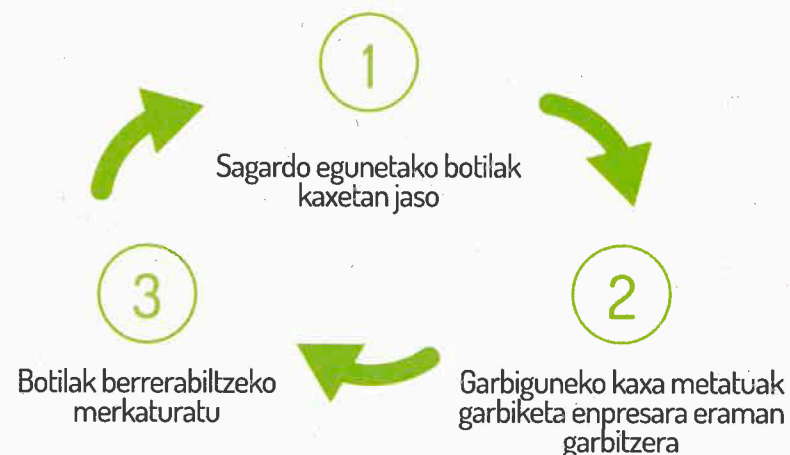 1
Sagardo egunetako botilak
kaxetan jaso
2
Garbiguneko kaxa metatuak
garbiketa enpresara eraman
garbitzera
3
Botilak berrerabiltzeko
merkaturatu